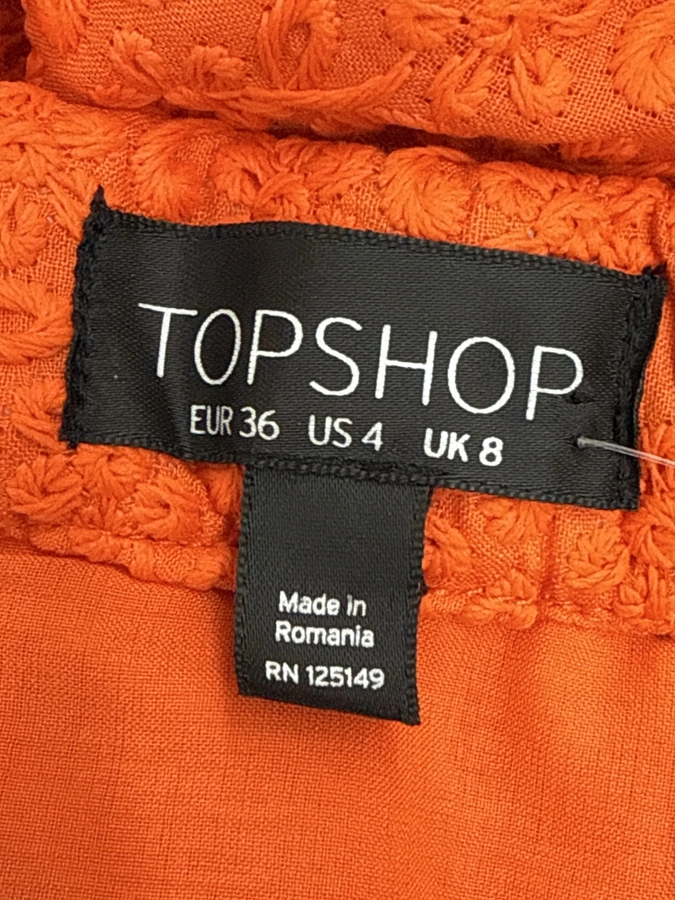 TOPSHOP
EUR 36 US 4 UK 8
Made in
Romania
RN 125149